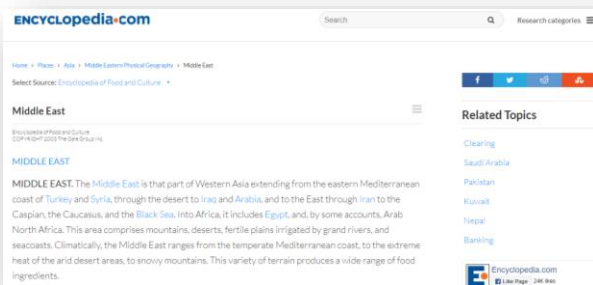 ENCYCLOpedia.com
Search
Research categories
Home › Places › Asia › Middle Eastern Physical Geography › Middle East
Select Source: Encyclopedia of Food and Culture
Middle East
Encyclopedia of Food and Culture
COPYRIGHT 2003 The Gale Group Inc.
MIDDLE EAST
MIDDLE EAST. The Middle East is that part of Western Asia extending from the eastern Mediterranean
coast of Turkey and Syria, through the desert to Iraq and Arabia, and to the East through Iran to the
Caspian, the Caucasus, and the Black Sea. Into Africa, it includes Egypt, and, by some accounts, Arab
North Africa. This area comprises mountains, deserts, fertile plains irrigated by grand rivers, and
seacoasts. Climatically, the Middle East ranges from the temperate Mediterranean coast, to the extreme
heat of the arid desert areas, to snowy mountains. This variety of terrain produces a wide range of food
ingredients.
Related Topics
Clearing
Saudi Arabia
Pakistan
Kuwait
Nepal
Banking
Encyclopedia.com
Like Page 24K likes